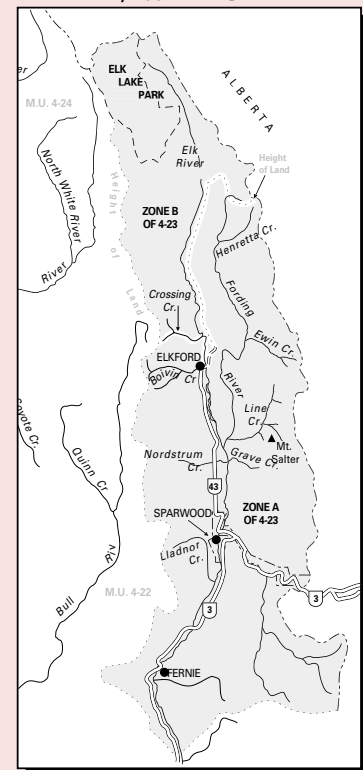 ELK
LAKE
PARK
ALBERTA
M.U. 4-24
Elk
River
Height
of Land
North White River
Height of Land
ZONE B
OF 4-23
Henretta Cr.
River
Crossing
Cr.
Fording
River
Ewin Cr.
ELKFORD
Boivin Cr
Line
Cr.
Mt.
Salter
Quinn Cr.
Nordstrum
Cr.
Grave Cr.
43
ZONE A
OF 4-23
SPARWOOD
Lladnor
Cr.
Bull Riv
M.U. 4-22
3
3
FERNIE